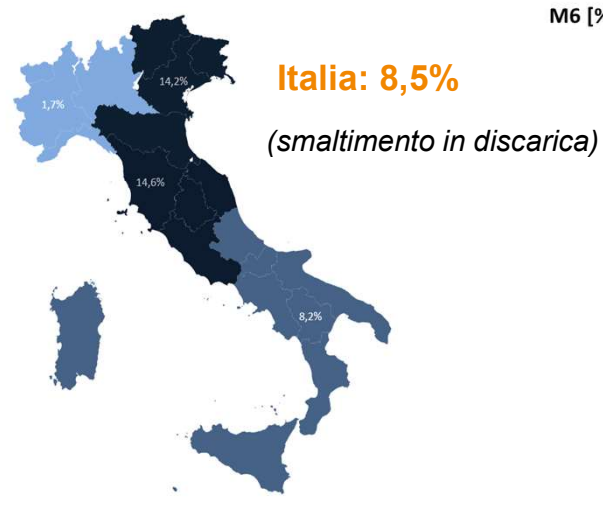 M6 [%
14,2%
Italia: 8,5%
1,7%
(smaltimento in discarica)
14,6%
8,2%